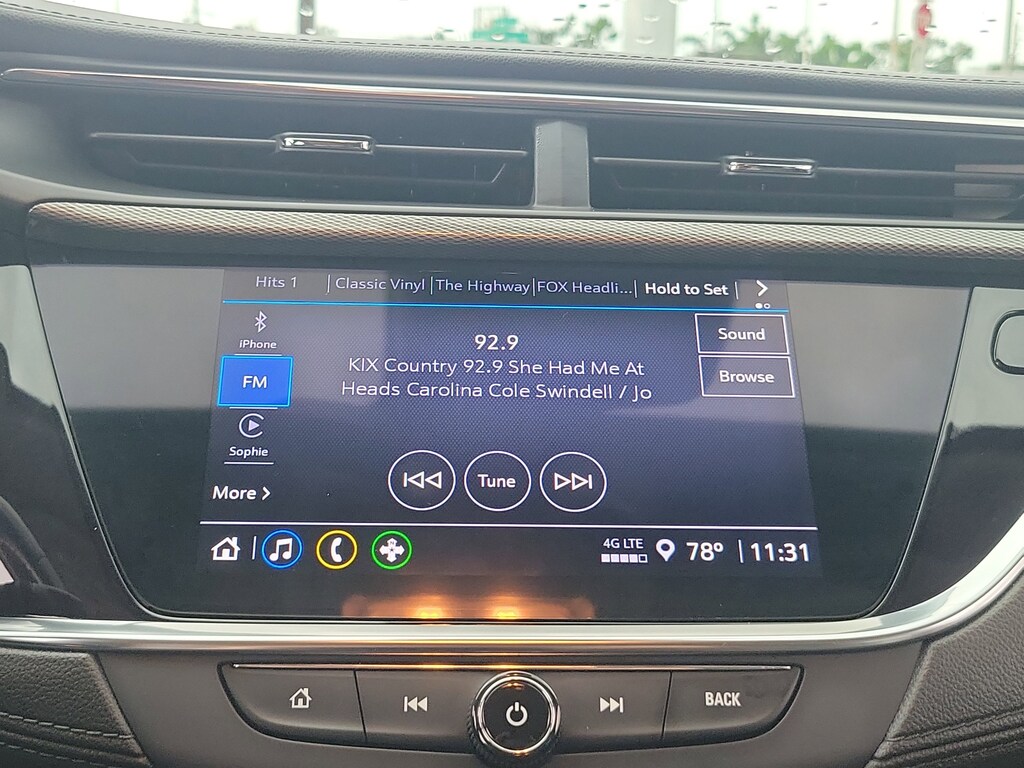 Hits 1 Classic Vinyl The Highway FOX Headli... Hold to Set
iPhone
FM
Sophie
More
92.9
KIX Country 92.9 She Had Me At
Heads Carolina Cole Swindell / Jo
Sound
Browse
Tune
4G LTE
78° 11:31
BACK